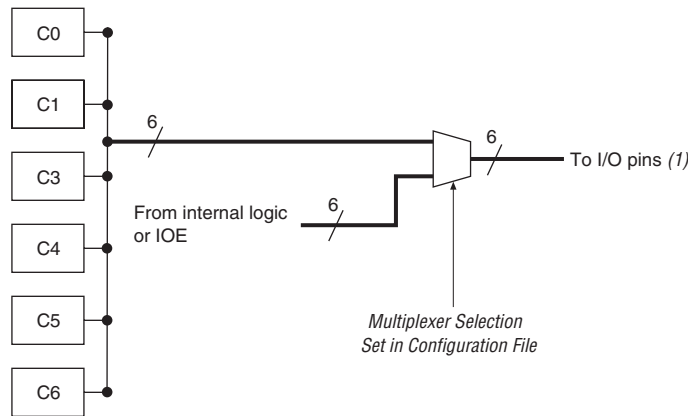 C0
C1
6
6
To I/O pins (1)
C3
From internal logic
or IOE
6
C4
C5
Multiplexer Selection
Set in Configuration File
C6